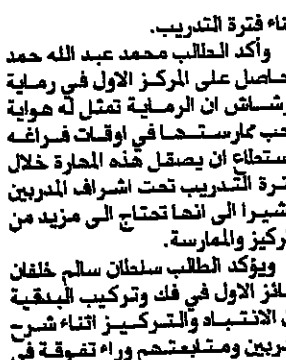 ناء فترة التدريب.
وأكد الطالب محمد عبد الله حمد
حاصل على المركز الاول في رماية
رشاش ان الرماية تمثل له هواية
حب ممارستها في اوقات فراغه
ستطاع ان يصقل هذه المهارة خلال
ترة التدريب تحت اشراف المدربين
شيرا الى انها تحتاج الى مزيد من
تركيز والممارسة.
ويؤكد الطالب سلطان سالم خلفان
فائز الاول في فك وتركيب البندقية
ن الانتباه والتركيز اثناء شرح
دربين ومتابعتهم وراء تفوقة في